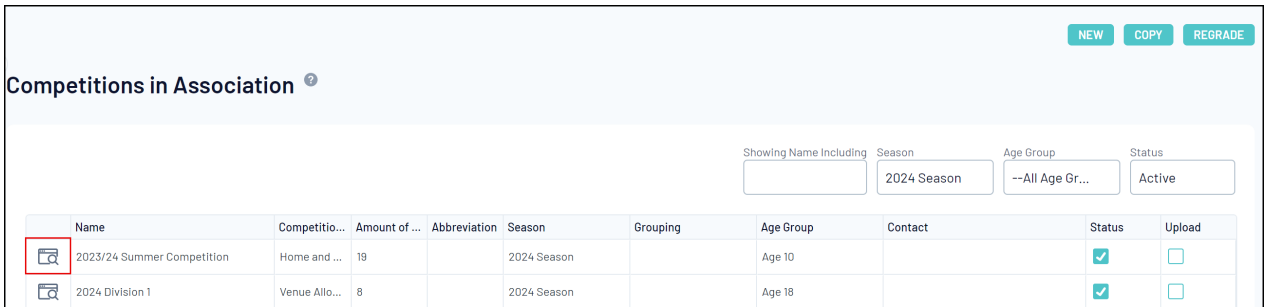 NEW COPY REGRADE
Competitions in Association ?
Showing Name Including Season Age Group Status
2024 Season --All Age Gr... Active
Name Competitio... Amount of ... Abbreviation Season Grouping Age Group Contact Status Upload
2023/24 Summer Competition Home and ... 19 2024 Season Age 10
2024 Division 1 Venue Allo... 8 2024 Season Age 18